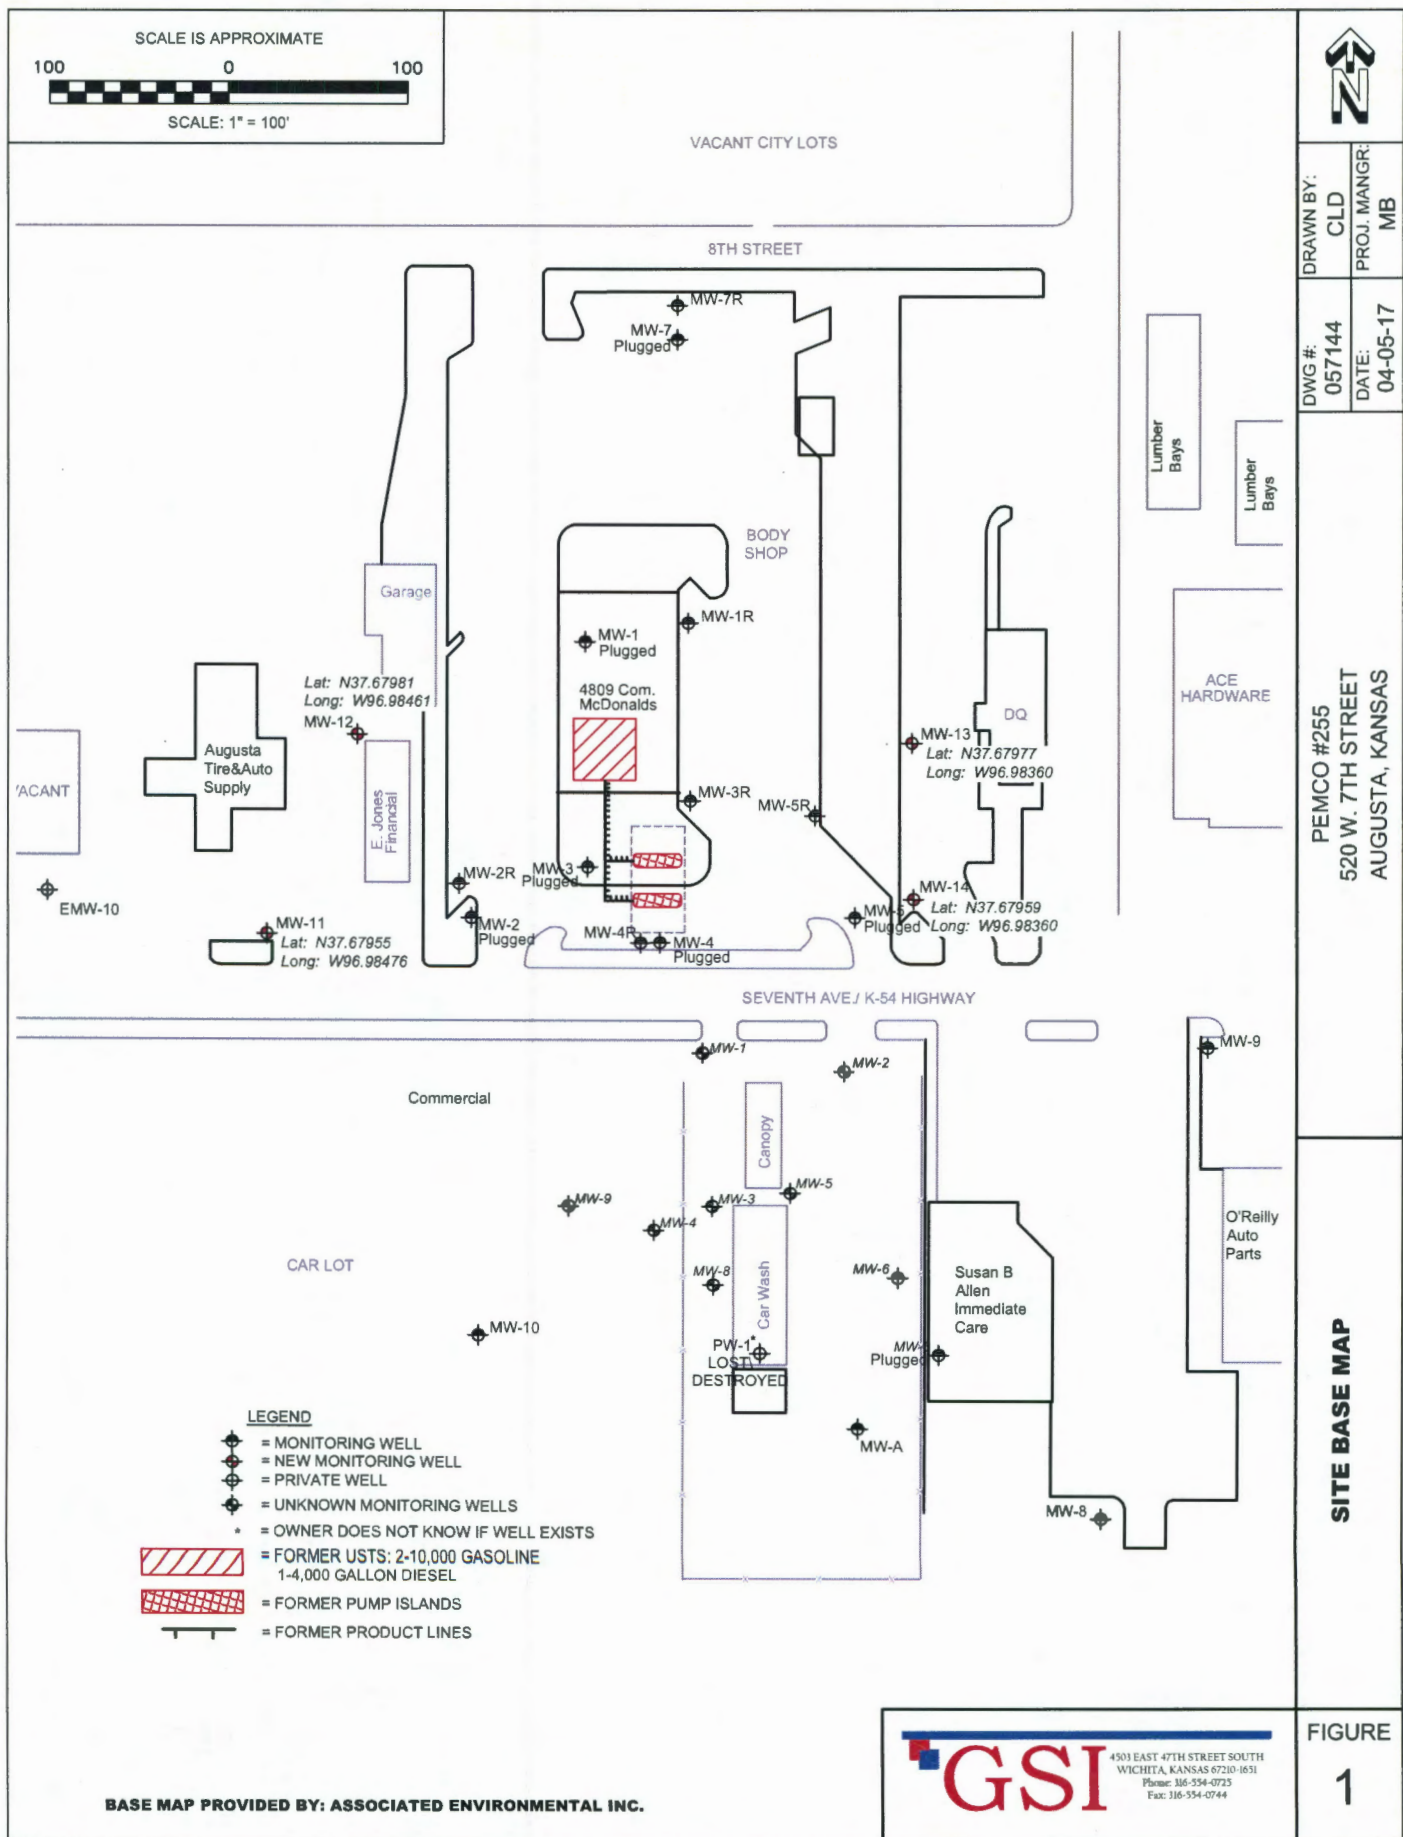 SCALE IS APPROXIMATE
100 0 100
SCALE: 1" = 100'
VACANT CITY LOTS
8TH STREET
MW-7R
MW-7
Plugged
Lumber
Bays
Lumber
Bays
BODY
SHOP
Garage
MW-1R
MW-1
Plugged
ACE
HARDWARE
Lat: N37.67981
Long: W96.98461
MW-12
4809 Com.
McDonalds
DQ
MW-13
Lat: N37.67977
Long: W96.98360
Augusta
Tire&Auto
Supply
VACANT
E. Jones
Financial
MW-3R
MW-5R
MW-2R
MW-3
Plugged
EMW-10
MW-14
Lat: N37.67959
Long: W96.98360
MW-11
Lat: N37.67955
Long: W96.98476
MW-2
Plugged
MW-4R
MW-4
Plugged
MW-5
Plugged
SEVENTH AVE./ K-54 HIGHWAY
MW-1
MW-2
MW-9
Commercial
Canopy
MW-9
MW-3
MW-5
MW-4
O'Reilly
Auto
Parts
CAR LOT
MW-8
Car Wash
MW-6
Susan B
Allen
Immediate
Care
MW-10
PW-1*
LOST\
DESTROYED
MW-
Plugged
MW-A
MW-8
LEGEND
= MONITORING WELL
= NEW MONITORING WELL
= PRIVATE WELL
= UNKNOWN MONITORING WELLS
* = OWNER DOES NOT KNOW IF WELL EXISTS
= FORMER USTS: 2-10,000 GASOLINE
1-4,000 GALLON DIESEL
= FORMER PUMP ISLANDS
= FORMER PRODUCT LINES
BASE MAP PROVIDED BY: ASSOCIATED ENVIRONMENTAL INC.
GSI
4503 EAST 47TH STREET SOUTH
WICHITA, KANSAS 67210-1651
Phone: 316-554-0725
Fax: 316-554-0744
N
DRAWN BY:
CLD
PROJ. MANGR:
MB
DWG #:
057144
DATE:
04-05-17
PEMCO #255
520 W. 7TH STREET
AUGUSTA, KANSAS
SITE BASE MAP
FIGURE
1